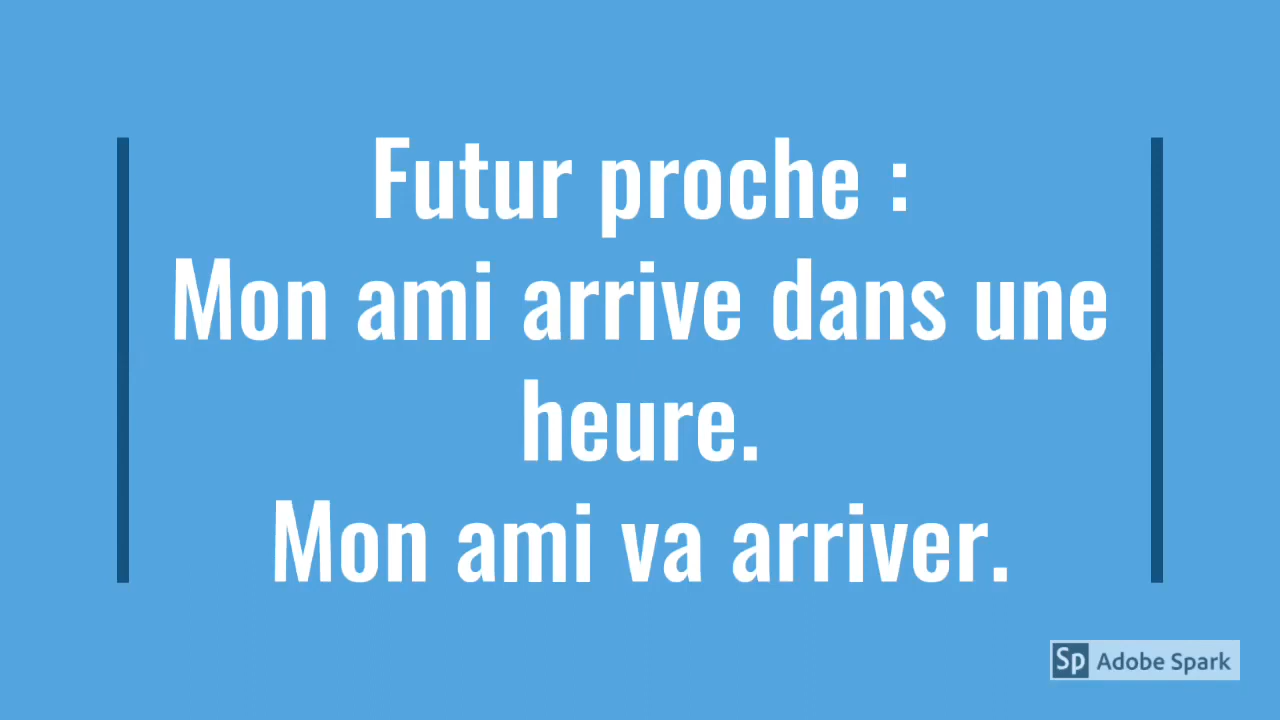 Futur proche :
Mon ami arrive dans une
heure.
Mon ami va arriver.
Sp Adobe Spark